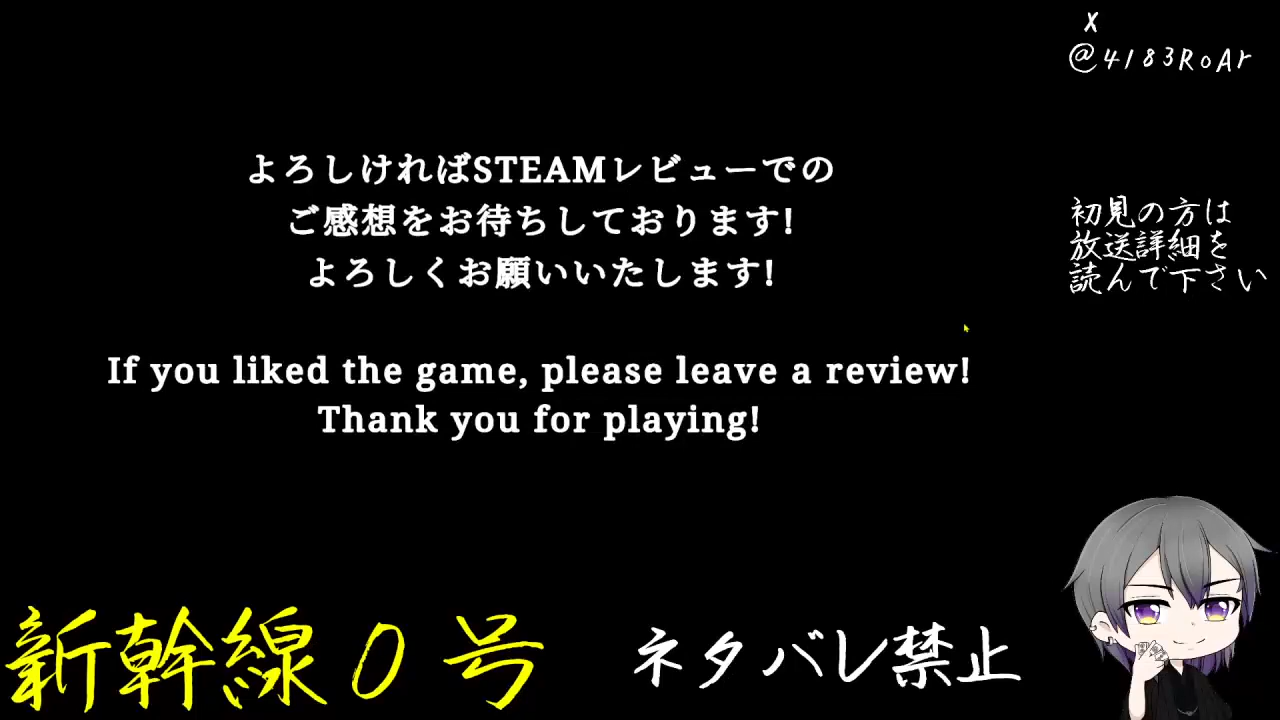 X
@4183RoAr
よろしければSTEAMレビューでの
ご感想をお待ちしております!
よろしくお願いいたします!
初見の方は
放送詳細を
読んで下さい
If you liked the game, please leave a review!
Thank you for playing!
新幹線0号
ネタバレ禁止